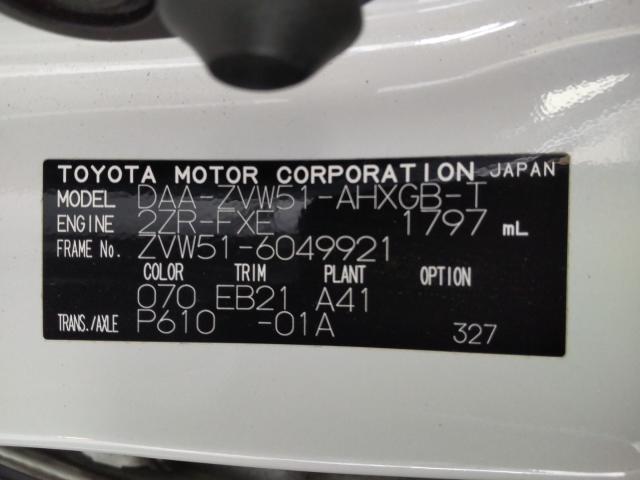 TOYOTA MOTOR CORPORATION JAPAN
MODEL DAA-ZVW51-AHXGB-T
ENGINE 2ZR-FXE 1797 mL
FRAME No. ZVW51-6049921
COLOR TRIM PLANT OPTION
070 EB21 A41
TRANS./AXLE P610 -01A 327